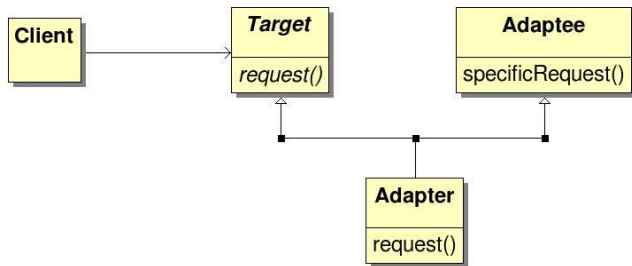 Client
Target
request()
Adaptee
specificRequest()
Adapter
request()